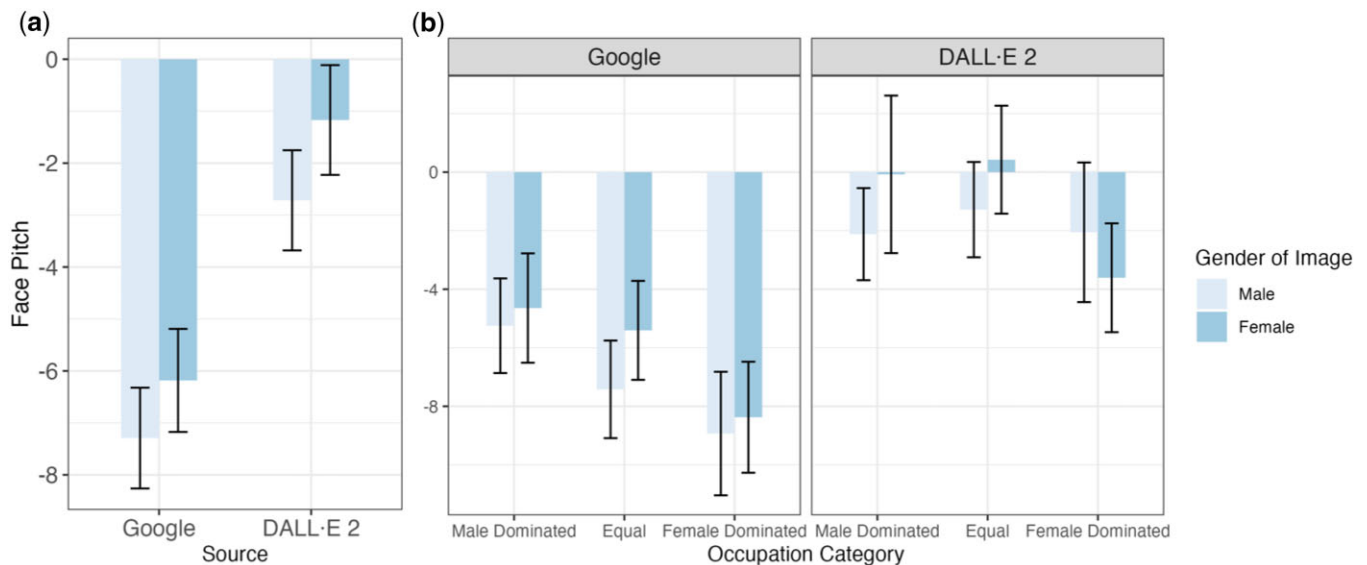 (a)
Face Pitch
0
-2
-4
-6
-8
Google DALL·E 2
Source
(b)
Google DALL·E 2
0
-4
-8
Male Dominated Equal Female Dominated Male Dominated Equal Female Dominated
Occupation Category
Gender of Image
Male
Female